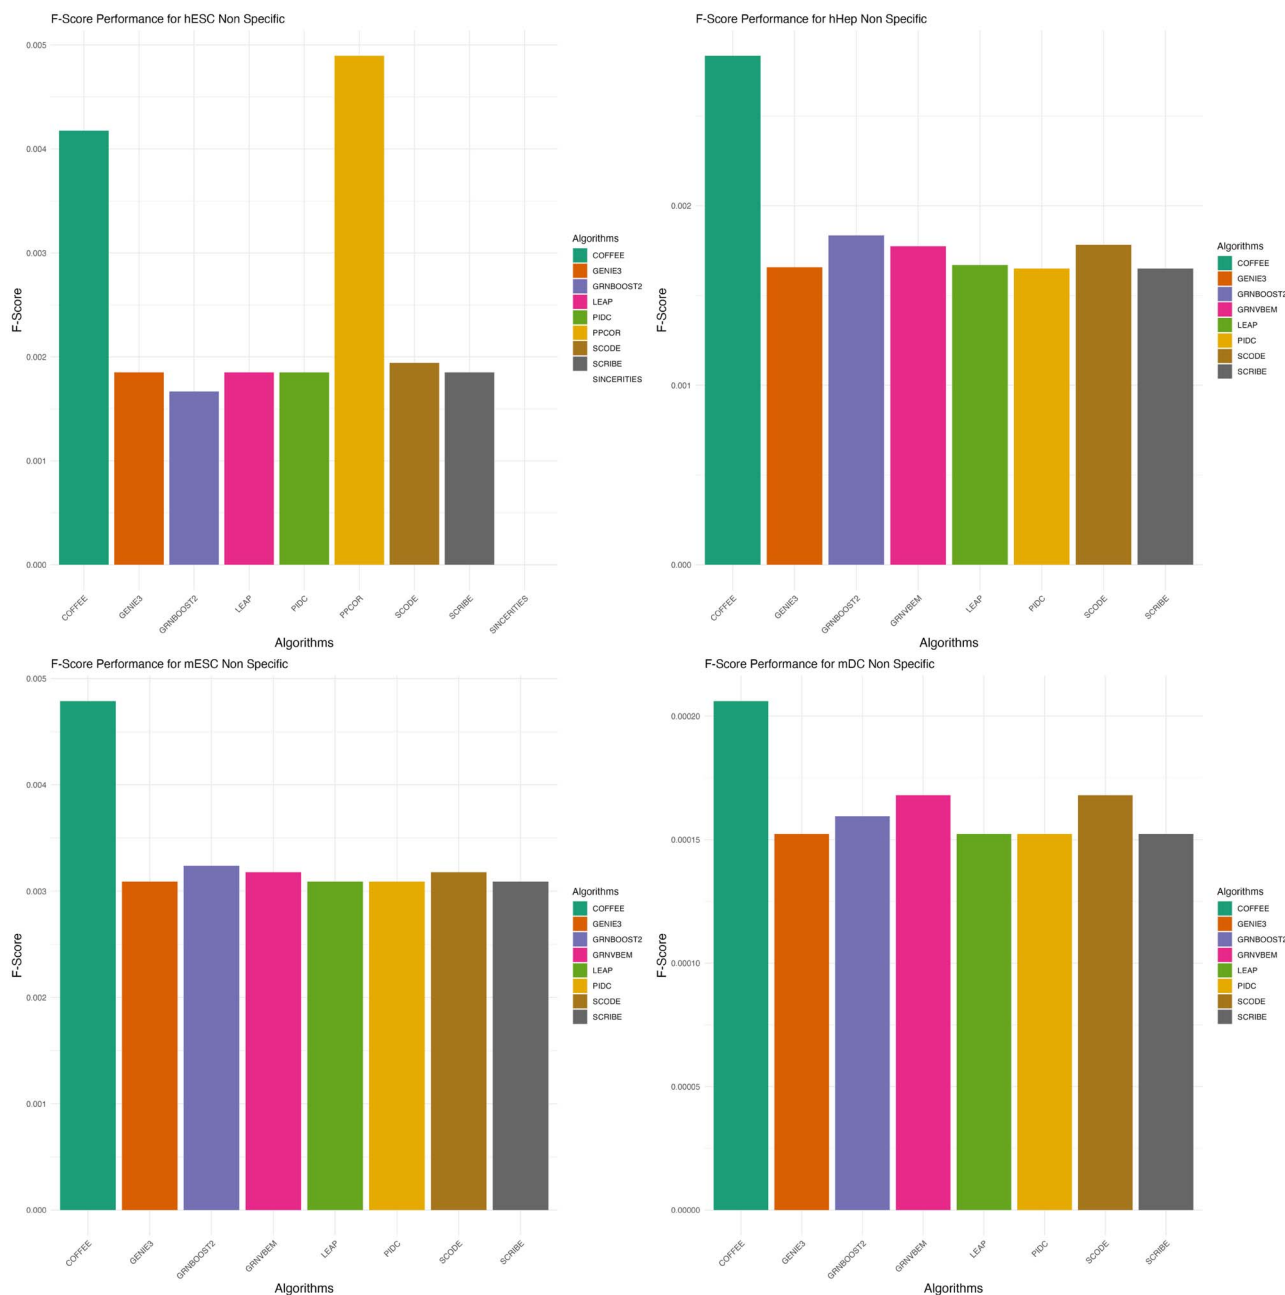 F-Score Performance for hESC Non Specific
0.005
0.004
0.003
0.002
0.001
0.000
F-Score
COFFEE
GENIE3
GRNBOOST2
LEAP
PIDC
PPCOR
SCODE
SCRIBE
SINCERITIES
Algorithms
Algorithms
COFFEE
GENIE3
GRNBOOST2
LEAP
PIDC
PPCOR
SCODE
SCRIBE
SINCERITIES
F-Score Performance for hHep Non Specific
0.002
0.001
0.000
F-Score
COFFEE
GENIE3
GRNBOOST2
GRNVBEM
LEAP
PIDC
SCODE
SCRIBE
Algorithms
Algorithms
COFFEE
GENIE3
GRNBOOST2
GRNVBEM
LEAP
PIDC
SCODE
SCRIBE
F-Score Performance for mESC Non Specific
0.005
0.004
0.003
0.002
0.001
0.000
F-Score
COFFEE
GENIE3
GRNBOOST2
GRNVBEM
LEAP
PIDC
SCODE
SCRIBE
Algorithms
Algorithms
COFFEE
GENIE3
GRNBOOST2
GRNVBEM
LEAP
PIDC
SCODE
SCRIBE
F-Score Performance for mDC Non Specific
0.00020
0.00015
0.00010
0.00005
0.00000
F-Score
COFFEE
GENIE3
GRNBOOST2
GRNVBEM
LEAP
PIDC
SCODE
SCRIBE
Algorithms
Algorithms
COFFEE
GENIE3
GRNBOOST2
GRNVBEM
LEAP
PIDC
SCODE
SCRIBE